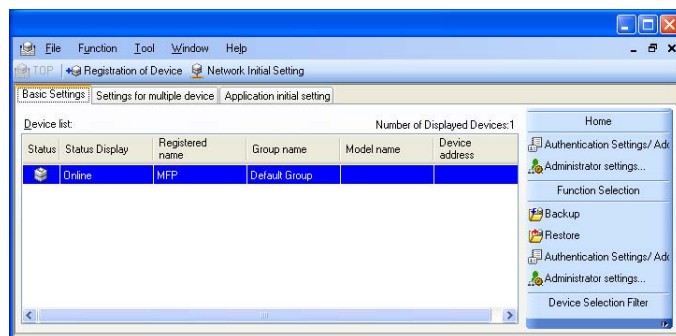 File Function Tool Window Help
TOP Registration of Device Network Initial Setting
Basic Settings Settings for multiple device Application initial setting
Device list: Number of Displayed Devices:1
Status Status Display Registered name Group name Model name Device address
Online MFP Default Group
Home
Authentication Settings/ Add
Administrator settings...
Function Selection
Backup
Restore
Authentication Settings/ Add
Administrator settings...
Device Selection Filter